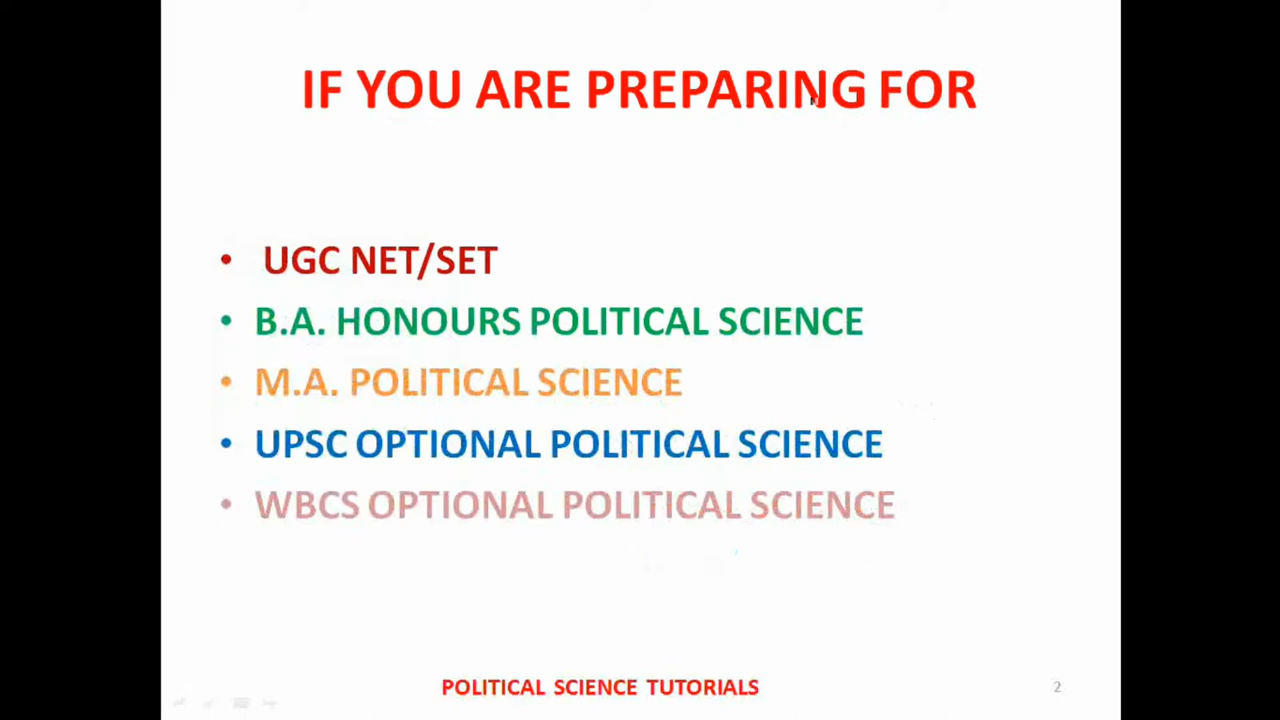 IF YOU ARE PREPARING FOR
• UGC NET/SET
• B.A. HONOURS POLITICAL SCIENCE
• M.A. POLITICAL SCIENCE
• UPSC OPTIONAL POLITICAL SCIENCE
• WBCS OPTIONAL POLITICAL SCIENCE
POLITICAL SCIENCE TUTORIALS
2